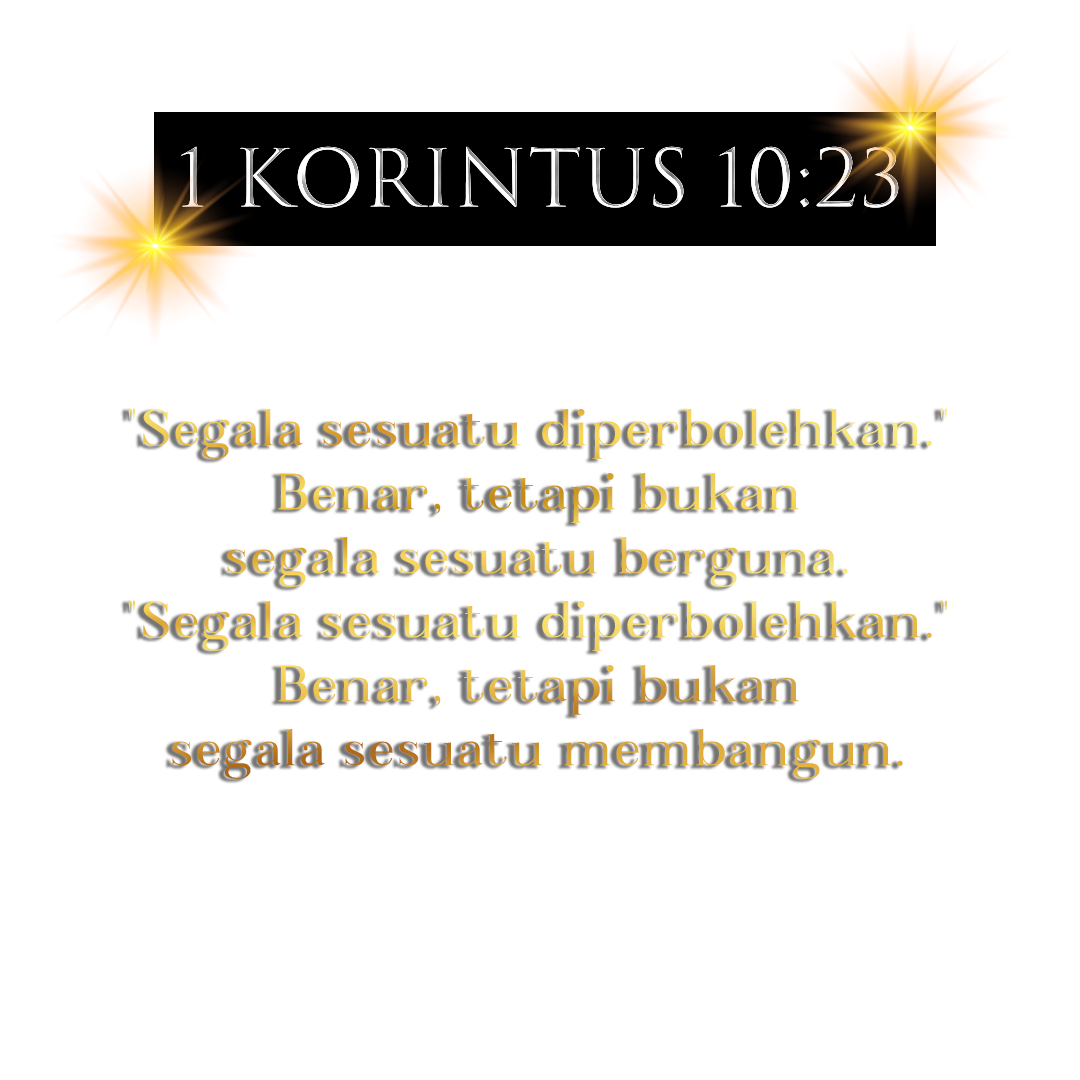 1 KORINTUS 10:23
"Segala sesuatu diperbolehkan."
Benar, tetapi bukan
segala sesuatu berguna.
"Segala sesuatu diperbolehkan."
Benar, tetapi bukan
segala sesuatu membangun.